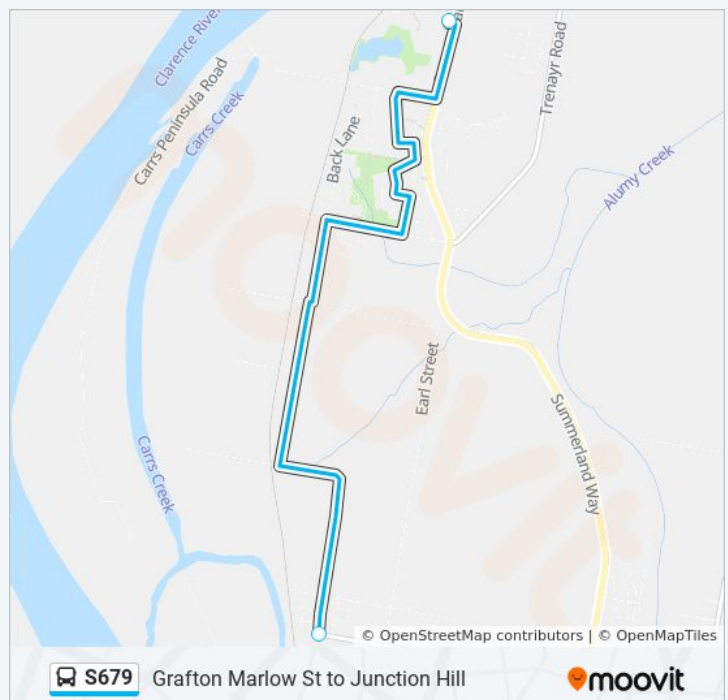 Clarence River
Carrs Peninsula Road
Carrs Creek
Back Lane
Trenayr Road
Alumy Creek
Earl Street
Summerland Way
Carrs Creek
moovit
© OpenStreetMap contributors | © OpenMapTiles
S679 Grafton Marlow St to Junction Hill
moovit